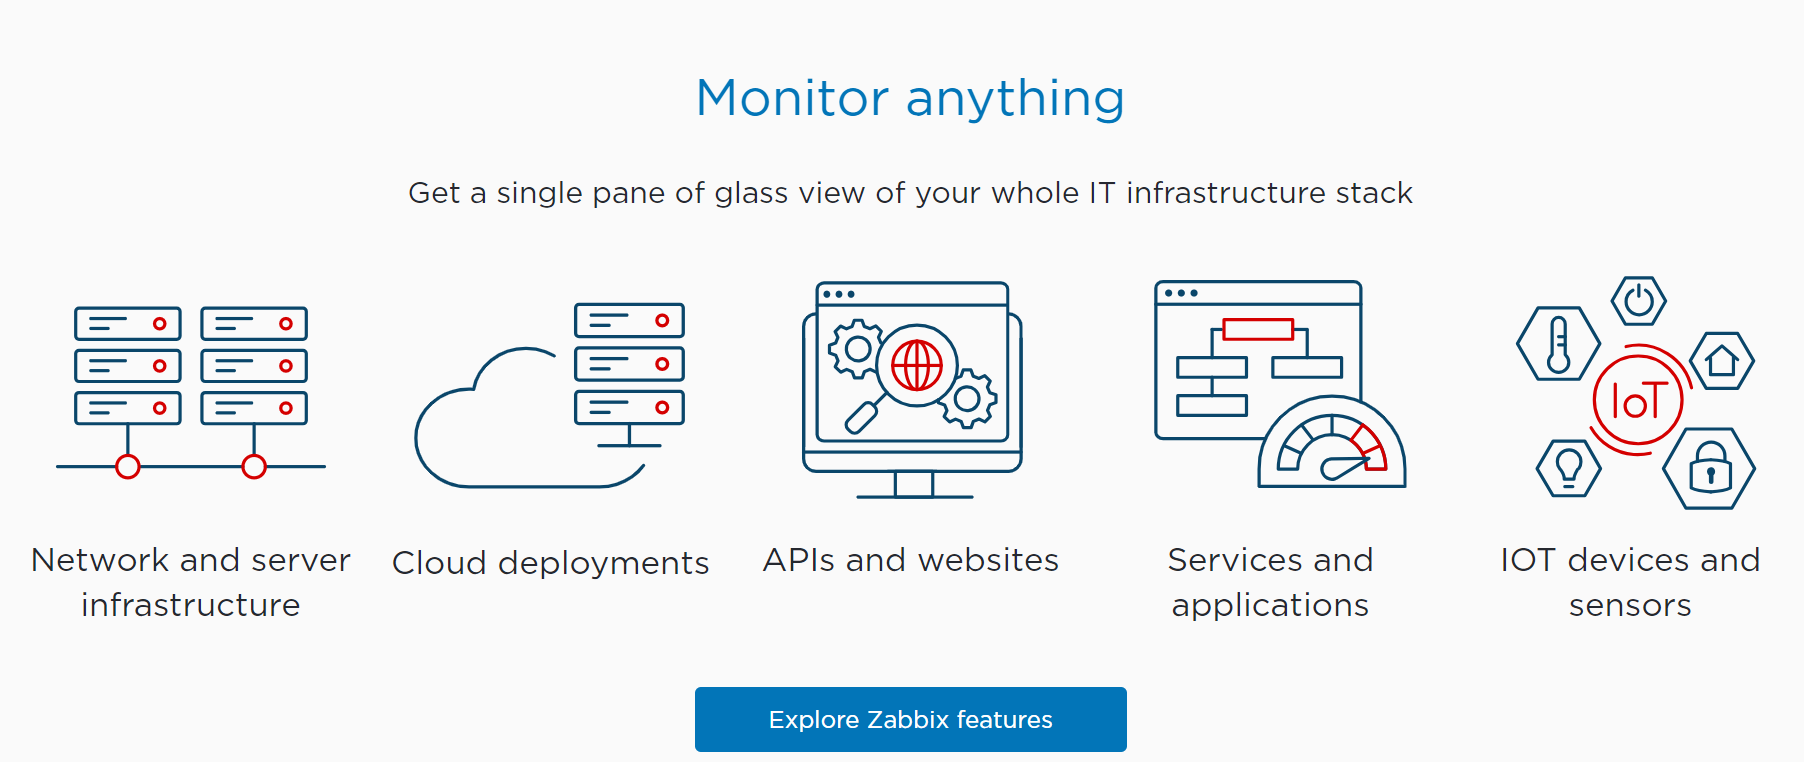 Monitor anything
Get a single pane of glass view of your whole IT infrastructure stack
IoT
Network and server
infrastructure
Cloud deployments
APIs and websites
Services and
applications
IOT devices and
sensors
Explore Zabbix features